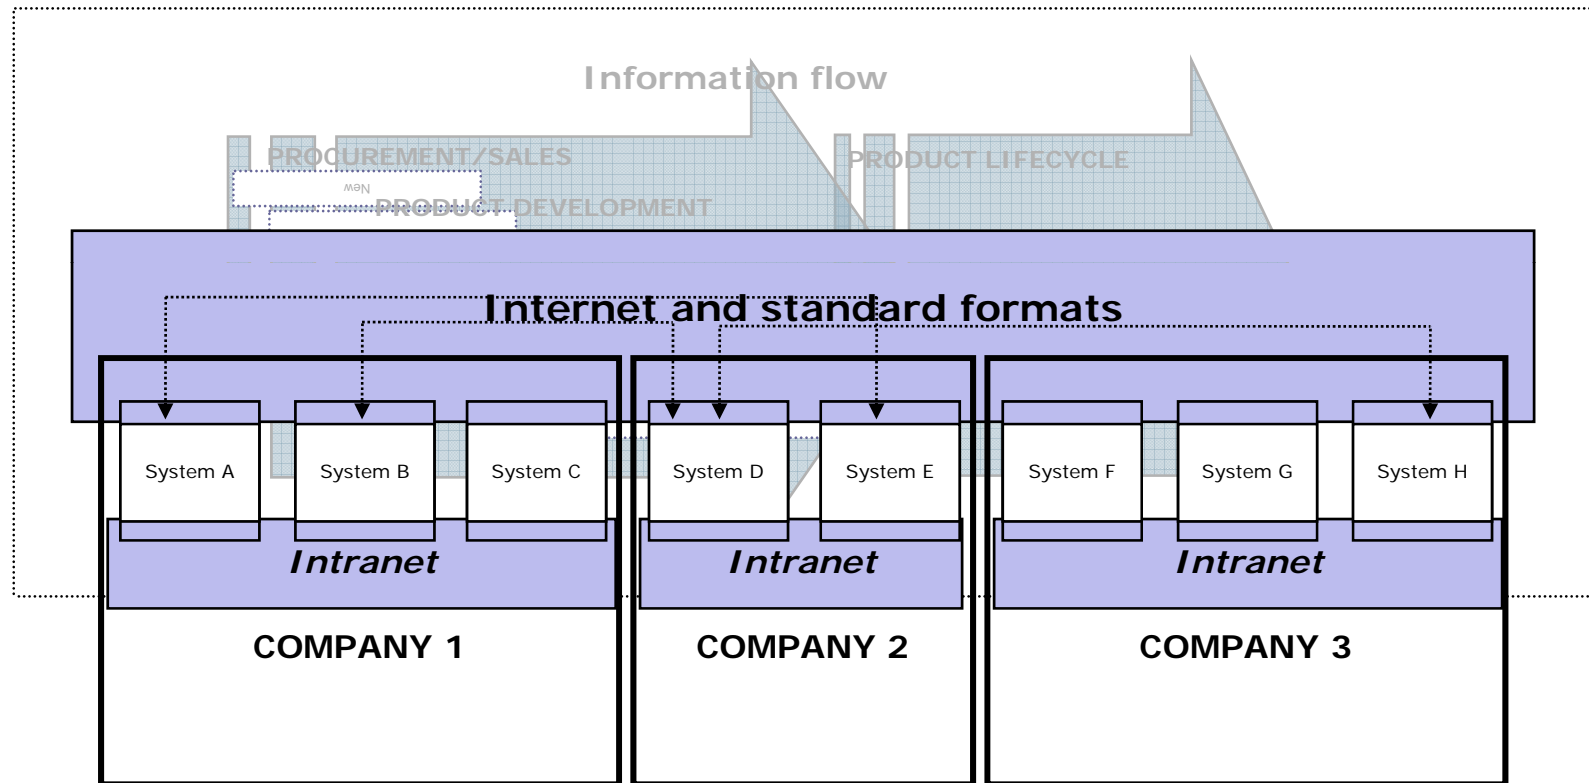 Information flow
PROCUREMENT/SALES
PRODUCT LIFECYCLE
New
PRODUCT DEVELOPMENT
Internet and standard formats
System A
System B
System C
System D
System E
System F
System G
System H
Intranet
Intranet
Intranet
COMPANY 1
COMPANY 2
COMPANY 3